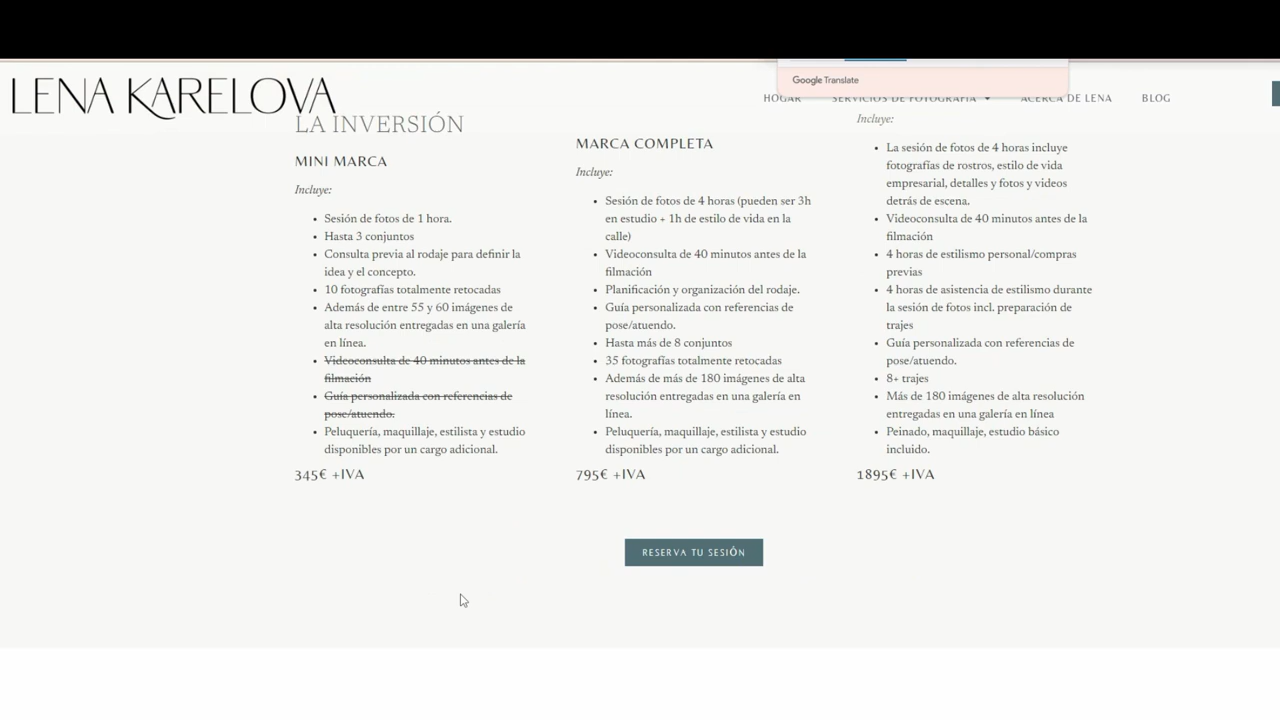 Google Translate
LENA KARELOVA
HOGAR
SERVICIOS DE FOTOGRAFÍA
ACERCA DE LENA
BLOG
LA INVERSIÓN
MINI MARCA
Incluye:
• Sesión de fotos de 1 hora.
• Hasta 3 conjuntos
• Consulta previa al rodaje para definir la
idea y el concepto.
• 10 fotografías totalmente retocadas
• Además de entre 55 y 60 imágenes de
alta resolución entregadas en una galería
en línea.
• Videoconsulta de 40 minutos antes de la
filmación
• Guía personalizada con referencias de
pose/atuendo.
• Peluquería, maquillaje, estilista y estudio
disponibles por un cargo adicional.
345€ +IVA
MARCA COMPLETA
Incluye:
• Sesión de fotos de 4 horas (pueden ser 3h
en estudio + 1h de estilo de vida en la
calle)
• Videoconsulta de 40 minutos antes de la
filmación
• Planificación y organización del rodaje.
• Guía personalizada con referencias de
pose/atuendo.
• Hasta más de 8 conjuntos
• 35 fotografías totalmente retocadas
• Además de más de 180 imágenes de alta
resolución entregadas en una galería en
línea.
• Peluquería, maquillaje, estilista y estudio
disponibles por un cargo adicional.
795€ +IVA
Incluye:
• La sesión de fotos de 4 horas incluye
fotografías de rostros, estilo de vida
empresarial, detalles y fotos y videos
detrás de escena.
• Videoconsulta de 40 minutos antes de la
filmación
• 4 horas de estilismo personal/compras
previas
• 4 horas de asistencia de estilismo durante
la sesión de fotos incl. preparación de
trajes
• Guía personalizada con referencias de
pose/atuendo.
• 8+ trajes
• Más de 180 imágenes de alta resolución
entregadas en una galería en línea
• Peinado, maquillaje, estudio básico
incluido.
1895€ +IVA
RESERVA TU SESIÓN